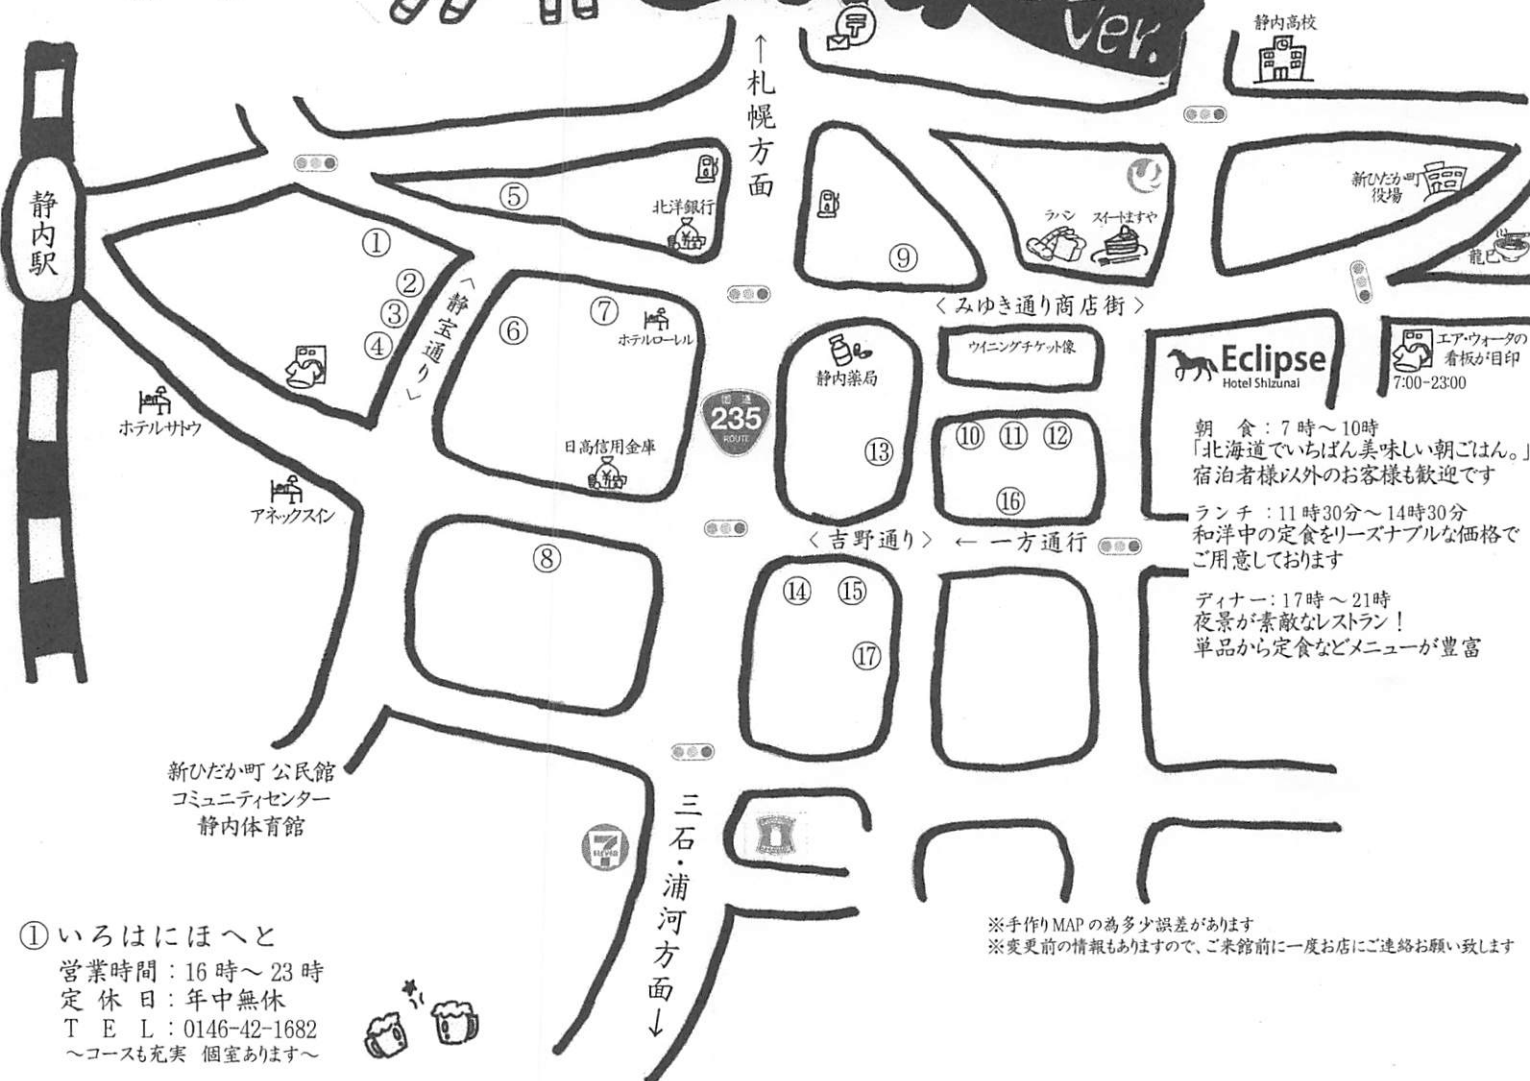 Ver.
静内高校
←札幌方面
静内駅
⑤
北洋銀行
①
②
③
④
〈静宝通り〉
⑥
⑦
ホテルローレル
⑨
ラパン
スイートますや
新ひだか町
役場
龍巳
〈みゆき通り商店街〉
ウイニングチケット像
静内薬局
国道
235
ROUTE
日高信用金庫
⑩
⑪
⑫
⑬
⑯
ホテルサトウ
アネックスイン
⑧
〈吉野通り〉
← 一方通行
⑭
⑮
⑰
Eclipse
Hotel Shizunai
エア・ウォータの
看板が目印
7:00-23:00
朝 食:7時～10時
「北海道でいちばん美味しい朝ごはん。」
宿泊者様以外のお客様も歓迎です
ランチ:11時30分～14時30分
和洋中の定食をリーズナブルな価格で
ご用意しております
ディナー:17時～21時
夜景が素敵なレストラン！
単品から定食などメニューが豊富
新ひだか町 公民館
コミュニティセンター
静内体育館
7
ELEVEN
三石・浦河方面→
①いろはにほへと
営業時間:16時～23時
定休日:年中無休
TEL:0146-42-1682
～コースも充実 個室あります～
※手作りMAPの為多少誤差があります
※変更前の情報もありますので、ご来館前に一度お店にご連絡お願い致します